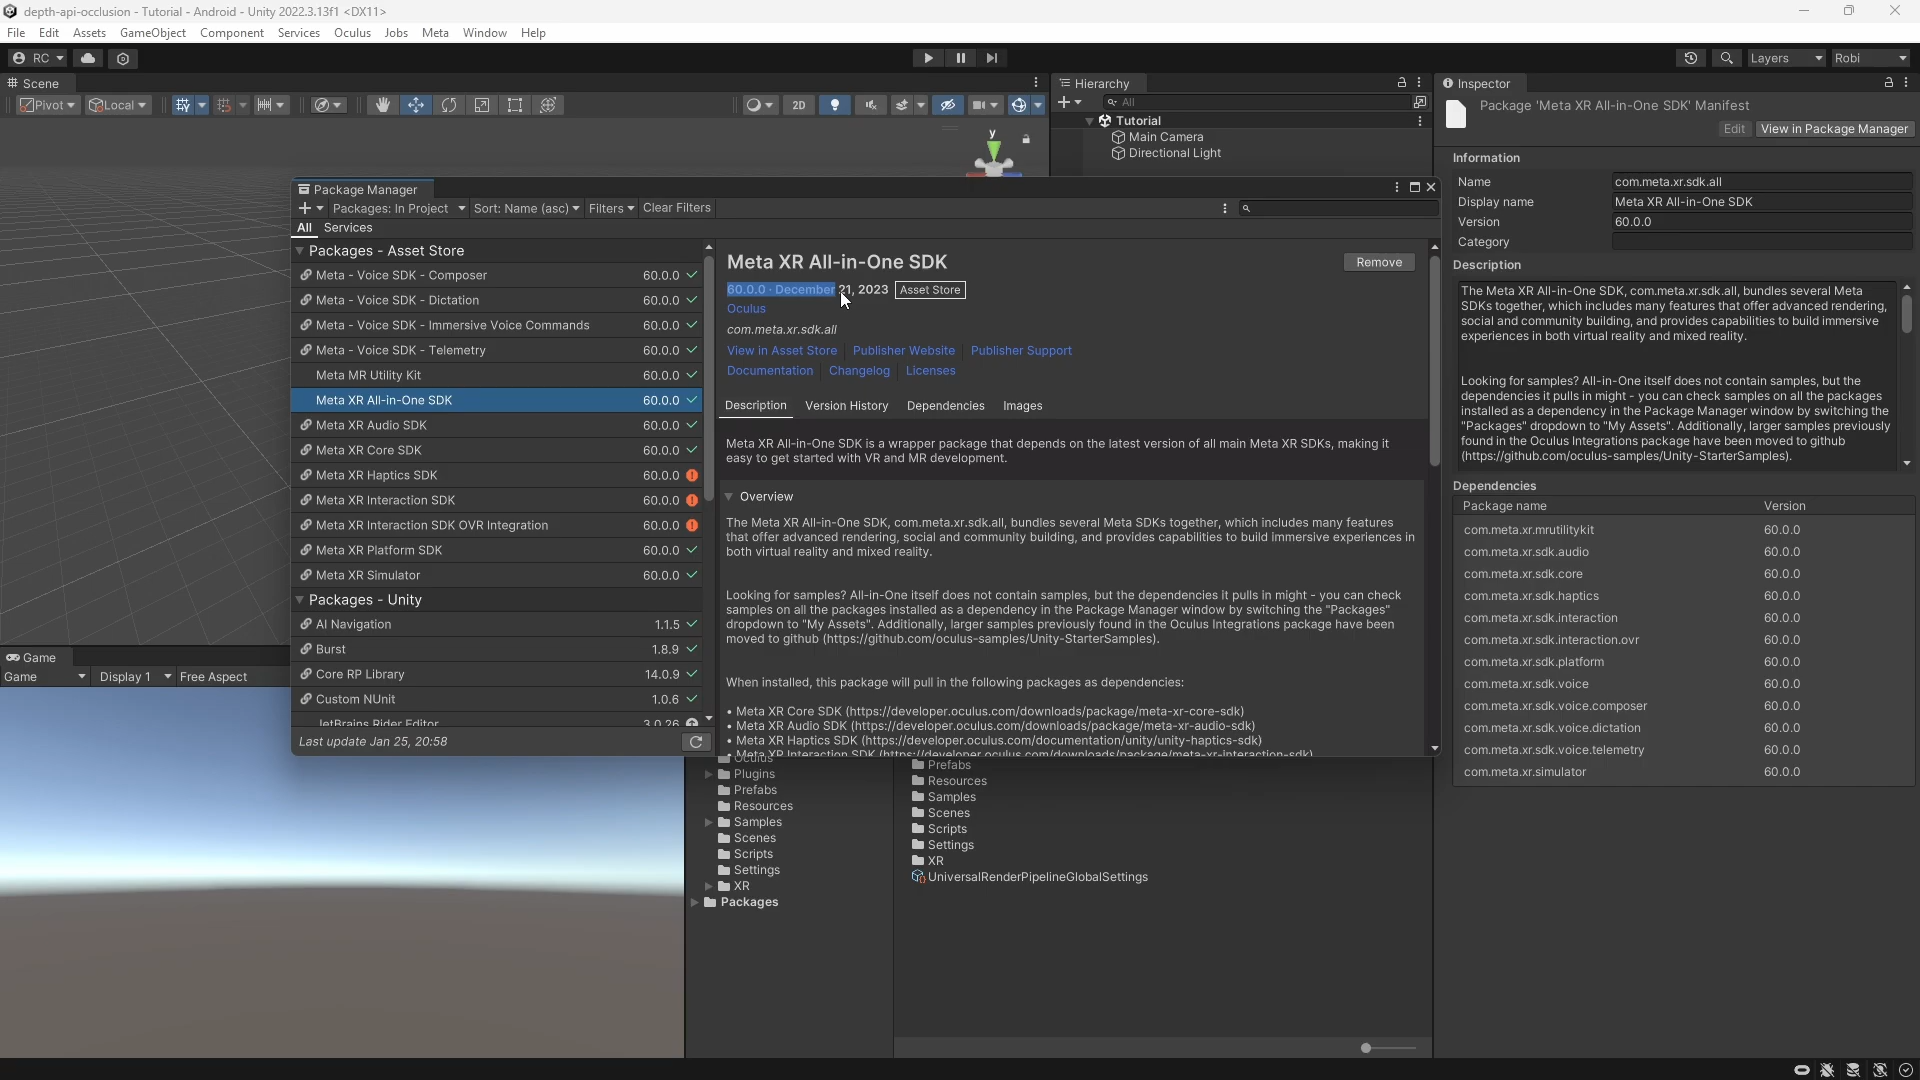 depth-api-occlusion - Tutorial - Android - Unity 2022.3.13f1 <DX11>
File Edit Assets GameObject Component Services Oculus Jobs Meta Window Help
RC
Layers
Robi
Scene
Pivot
Local
2D
y
Hierarchy
All
Tutorial
Main Camera
Directional Light
Package Manager
Packages: In Project
Sort: Name (asc)
Filters
Clear Filters
All
Services
Packages - Asset Store
Meta - Voice SDK - Composer 60.0.0
Meta - Voice SDK - Dictation 60.0.0
Meta - Voice SDK - Immersive Voice Commands 60.0.0
Meta - Voice SDK - Telemetry 60.0.0
Meta MR Utility Kit 60.0.0
Meta XR All-in-One SDK 60.0.0
Meta XR Audio SDK 60.0.0
Meta XR Core SDK 60.0.0
Meta XR Haptics SDK 60.0.0
Meta XR Interaction SDK 60.0.0
Meta XR Interaction SDK OVR Integration 60.0.0
Meta XR Platform SDK 60.0.0
Meta XR Simulator 60.0.0
Packages - Unity
AI Navigation 1.1.5
Burst 1.8.9
Core RP Library 14.0.9
Custom NUnit 1.0.6
JetBrains Rider Editor 3.0.26
Last update Jan 25, 20:58
Meta XR All-in-One SDK
Remove
60.0.0 · December 21, 2023 Asset Store
Oculus
com.meta.xr.sdk.all
View in Asset Store Publisher Website Publisher Support
Documentation Changelog Licenses
Description Version History Dependencies Images
Meta XR All-in-One SDK is a wrapper package that depends on the latest version of all main Meta XR SDKs, making it
easy to get started with VR and MR development.
Overview
The Meta XR All-in-One SDK, com.meta.xr.sdk.all, bundles several Meta SDKs together, which includes many features
that offer advanced rendering, social and community building, and provides capabilities to build immersive experiences in
both virtual reality and mixed reality.
Looking for samples? All-in-One itself does not contain samples, but the dependencies it pulls in might - you can check
samples on all the packages installed as a dependency in the Package Manager window by switching the "Packages"
dropdown to "My Assets". Additionally, larger samples previously found in the Oculus Integrations package have been
moved to github (https://github.com/oculus-samples/Unity-StarterSamples).
When installed, this package will pull in the following packages as dependencies:
• Meta XR Core SDK (https://developer.oculus.com/downloads/package/meta-xr-core-sdk)
• Meta XR Audio SDK (https://developer.oculus.com/downloads/package/meta-xr-audio-sdk)
• Meta XR Haptics SDK (https://developer.oculus.com/documentation/unity/unity-haptics-sdk)
• Meta XR Interaction SDK (https://developer.oculus.com/downloads/package/meta-xr-interaction-sdk)
Inspector
Package 'Meta XR All-in-One SDK' Manifest
Edit View in Package Manager
Information
Name com.meta.xr.sdk.all
Display name Meta XR All-in-One SDK
Version 60.0.0
Category
Description
The Meta XR All-in-One SDK, com.meta.xr.sdk.all, bundles several Meta
SDKs together, which includes many features that offer advanced rendering,
social and community building, and provides capabilities to build immersive
experiences in both virtual reality and mixed reality.
Looking for samples? All-in-One itself does not contain samples, but the
dependencies it pulls in might - you can check samples on all the packages
installed as a dependency in the Package Manager window by switching the
"Packages" dropdown to "My Assets". Additionally, larger samples previously
found in the Oculus Integrations package have been moved to github
(https://github.com/oculus-samples/Unity-StarterSamples).
Dependencies
Package name Version
com.meta.xr.mrutilitykit 60.0.0
com.meta.xr.sdk.audio 60.0.0
com.meta.xr.sdk.core 60.0.0
com.meta.xr.sdk.haptics 60.0.0
com.meta.xr.sdk.interaction 60.0.0
com.meta.xr.sdk.interaction.ovr 60.0.0
com.meta.xr.sdk.platform 60.0.0
com.meta.xr.sdk.voice 60.0.0
com.meta.xr.sdk.voice.composer 60.0.0
com.meta.xr.sdk.voice.dictation 60.0.0
com.meta.xr.sdk.voice.telemetry 60.0.0
com.meta.xr.simulator 60.0.0
Game
Game Display 1 Free Aspect
Oculus
Plugins
Prefabs
Resources
Samples
Scenes
Scripts
Settings
XR
Packages
Prefabs
Resources
Samples
Scenes
Scripts
Settings
XR
UniversalRenderPipelineGlobalSettings